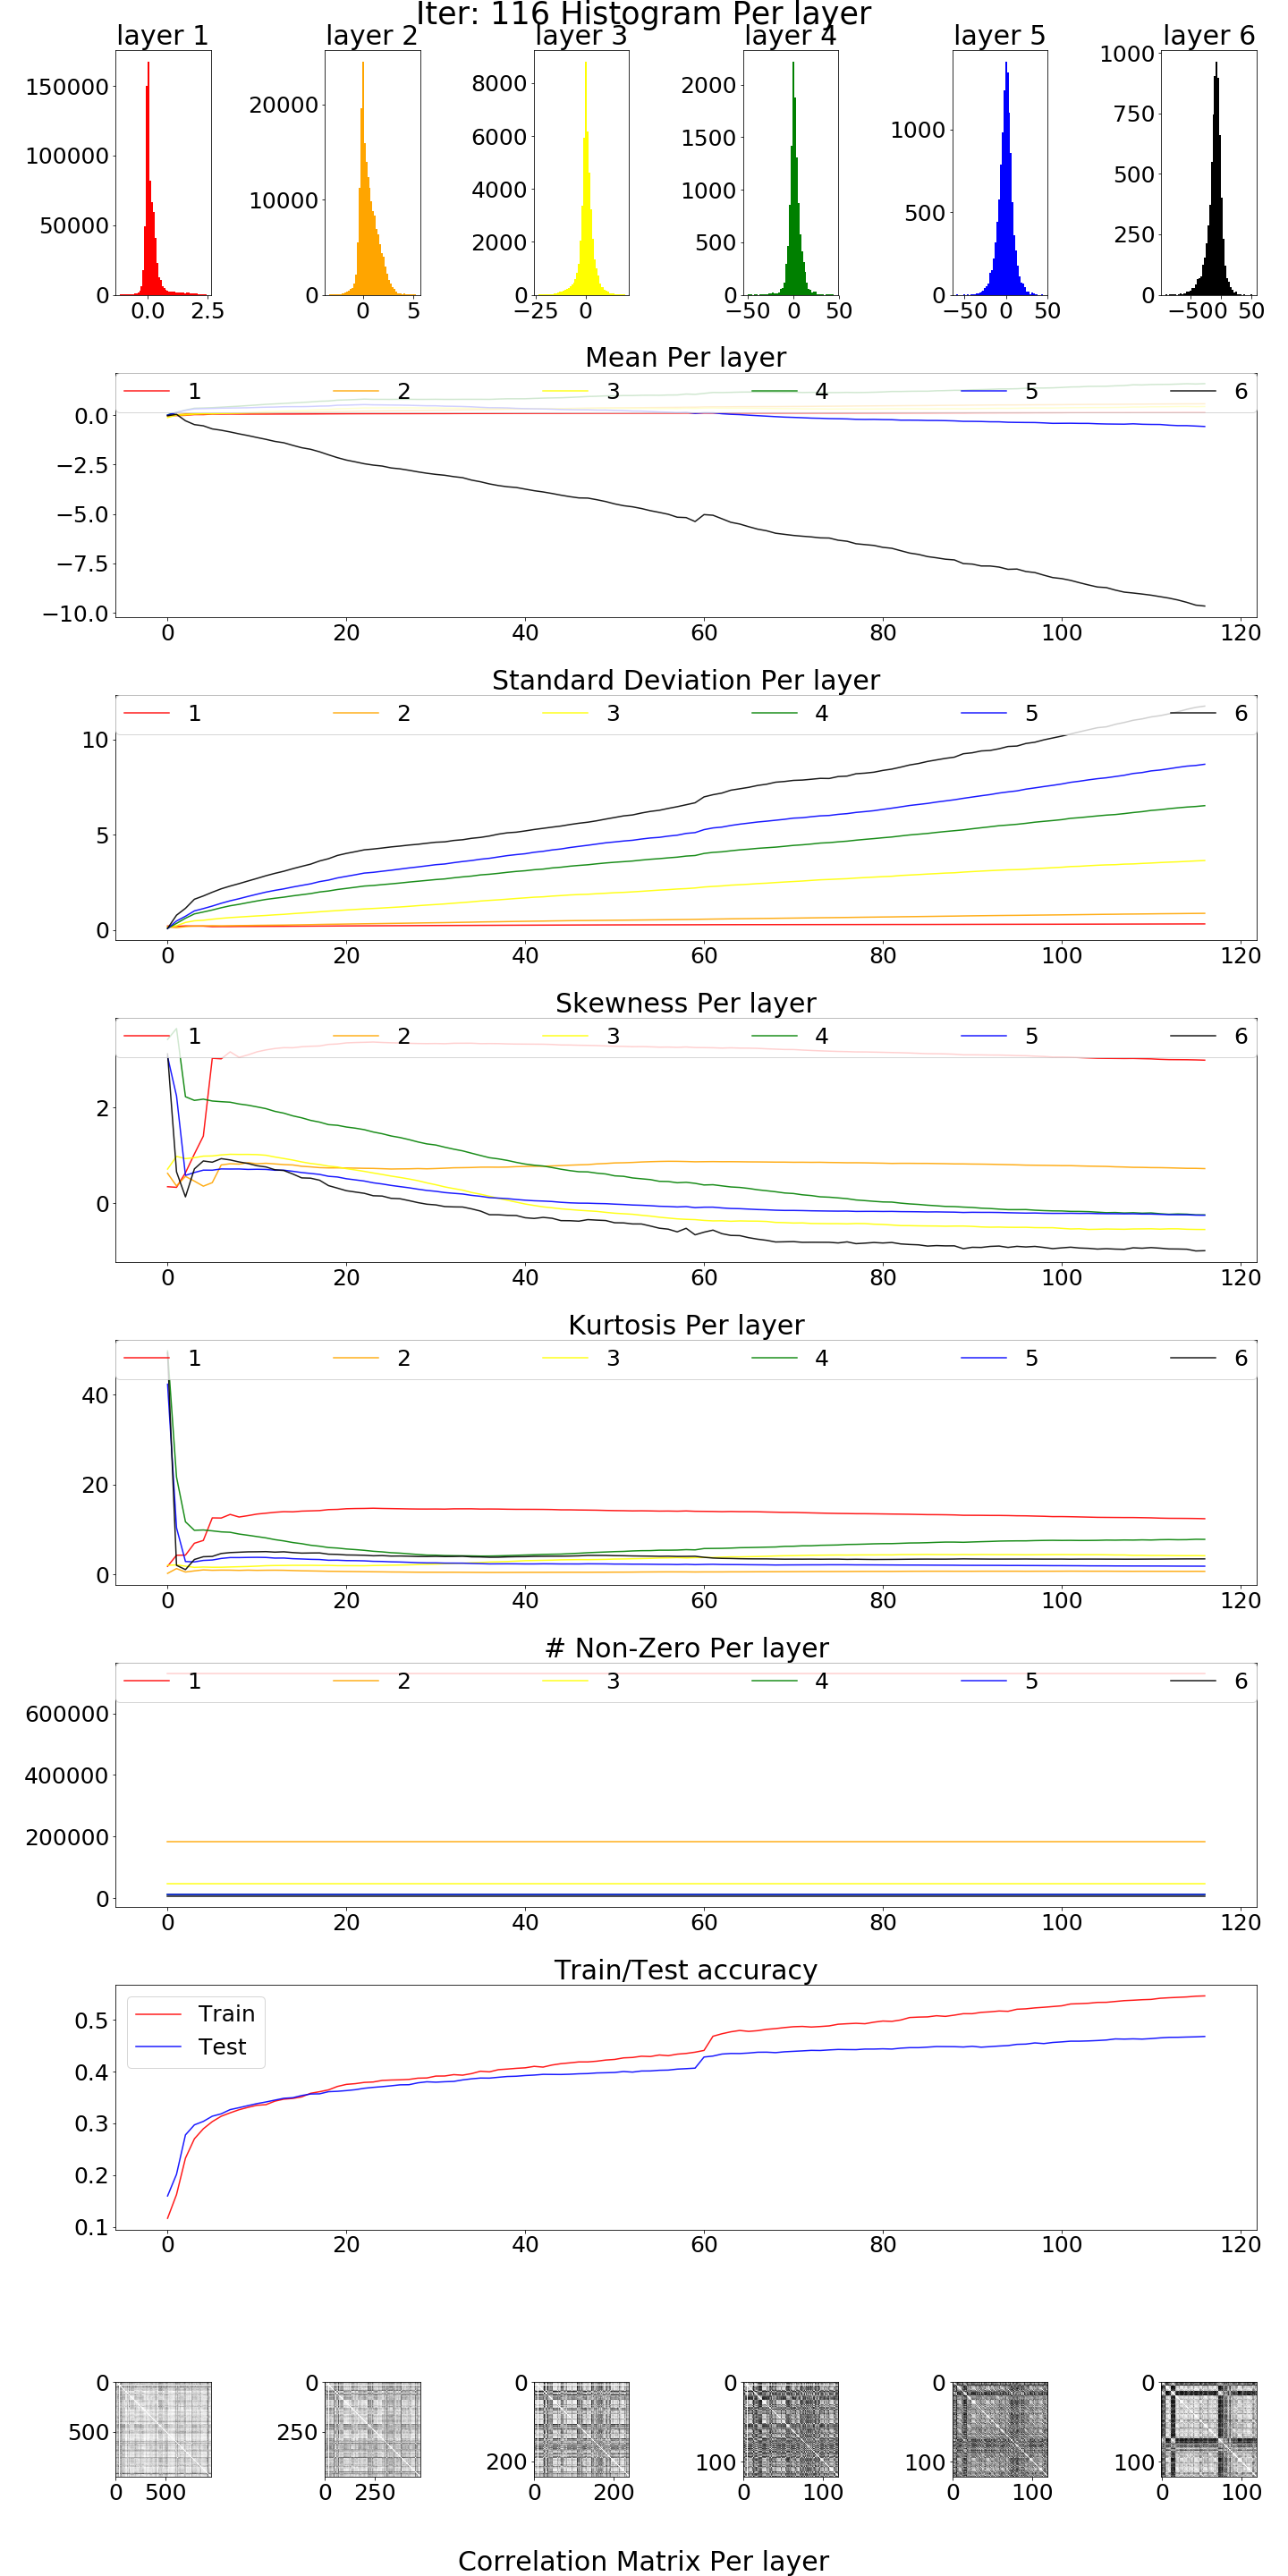 Iter: 116 Histogram Per layer
layer 1 layer 2 layer 3 layer 4 layer 5 layer 6
150000 100000 50000 0
0.0 2.5
20000 10000 0
0 5
8000 6000 4000 2000 0
−25 0
2000 1500 1000 500 0
−50 0 50
1000 500 0
−50 0 50
1000 750 500 250 0
−50 0 50
Mean Per layer
1 2 3 4 5 6
0.0
−2.5
−5.0
−7.5
−10.0
0 20 40 60 80 100 120
Standard Deviation Per layer
1 2 3 4 5 6
10
5
0
0 20 40 60 80 100 120
Skewness Per layer
1 2 3 4 5 6
2
0
0 20 40 60 80 100 120
Kurtosis Per layer
1 2 3 4 5 6
40
20
0
0 20 40 60 80 100 120
# Non-Zero Per layer
1 2 3 4 5 6
600000
400000
200000
0
0 20 40 60 80 100 120
Train/Test accuracy
Train
Test
0.5
0.4
0.3
0.2
0.1
0 20 40 60 80 100 120
0 0 0 0 0 0
500 250 200 100 100 100
0 500 0 250 0 200 0 100 0 100 0 100
Correlation Matrix Per layer